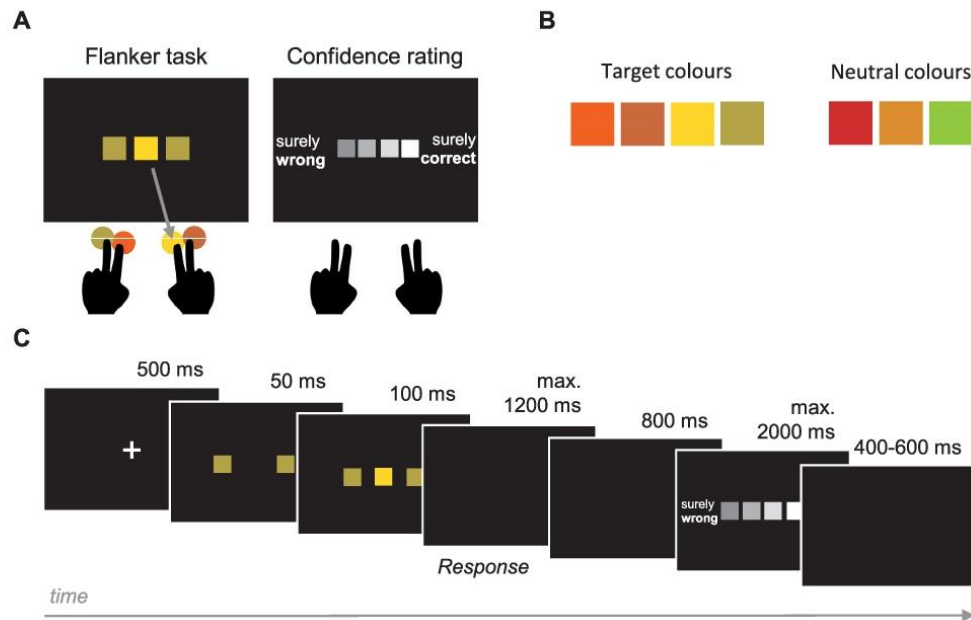 A
Flanker task
Confidence rating
surely
wrong
surely
correct
B
Target colours
Neutral colours
C
500 ms
50 ms
100 ms
max.
1200 ms
800 ms
max.
2000 ms
400-600 ms
surely
wrong
Response
time